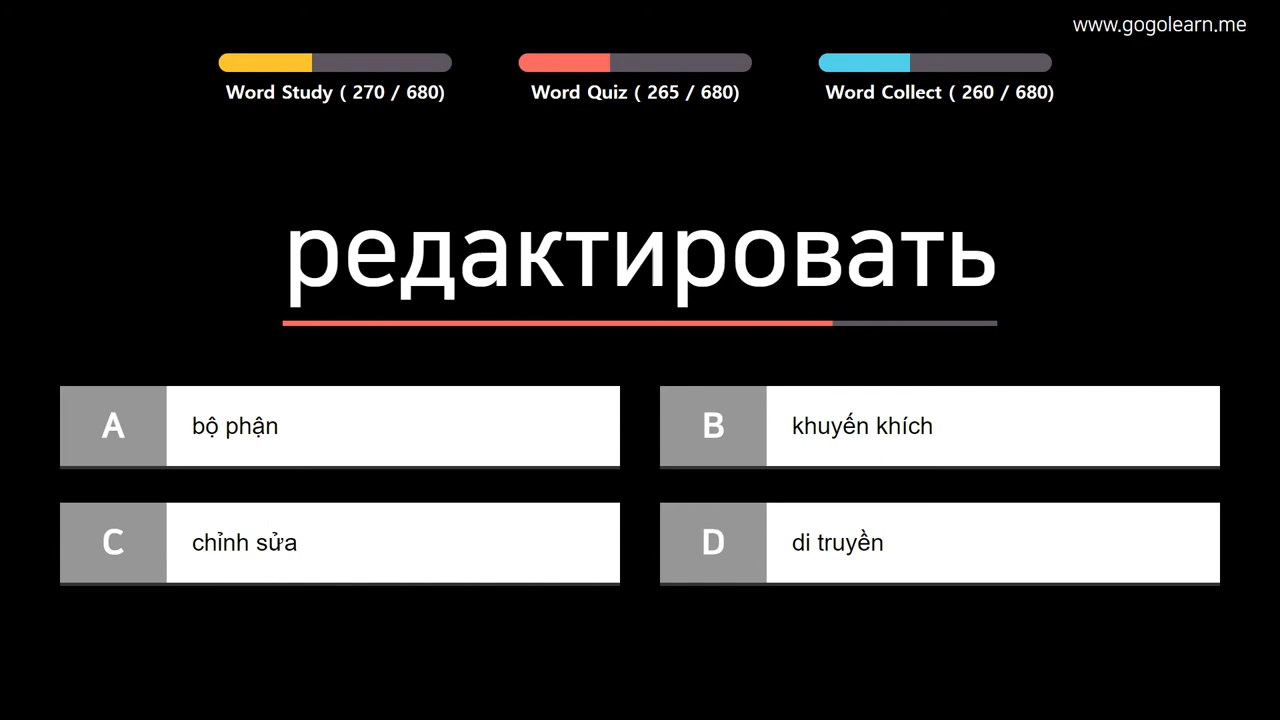 www.gogolearn.me
Word Study ( 270 / 680)
Word Quiz ( 265 / 680)
Word Collect ( 260 / 680)
редактировать
A bộ phận
B khuyến khích
C chỉnh sửa
D di truyền